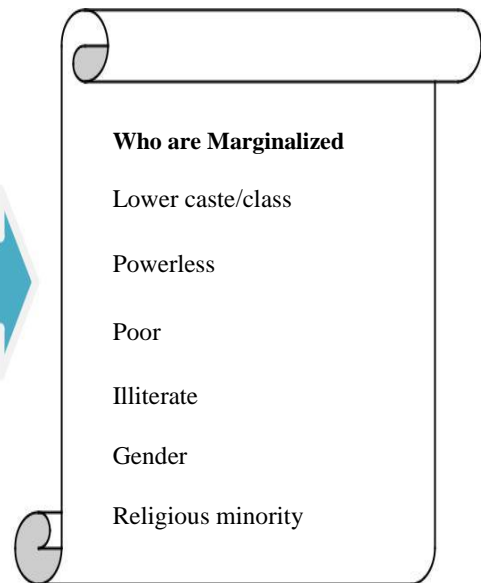 Who are Marginalized
Lower caste/class
Powerless
Poor
Illiterate
Gender
Religious minority